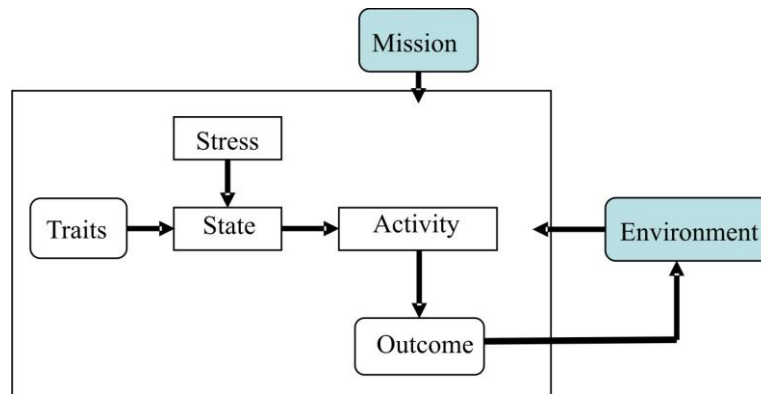 Mission
Stress
Traits
State
Activity
Environment
Outcome